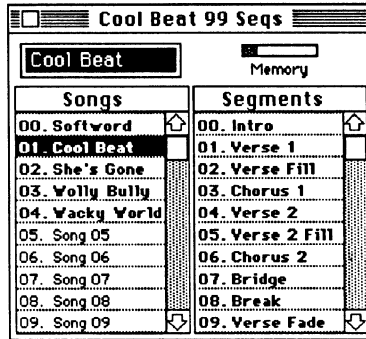 Cool Beat 99 Seqs
Cool Beat
Memory
Songs
00. Softword
01. Cool Beat
02. She's Gone
03. Wolly Bully
04. Wacky World
05. Song 05
06. Song 06
07. Song 07
08. Song 08
09. Song 09
Segments
00. Intro
01. Verse 1
02. Verse Fill
03. Chorus 1
04. Verse 2
05. Verse 2 Fill
06. Chorus 2
07. Bridge
08. Break
09. Verse Fade